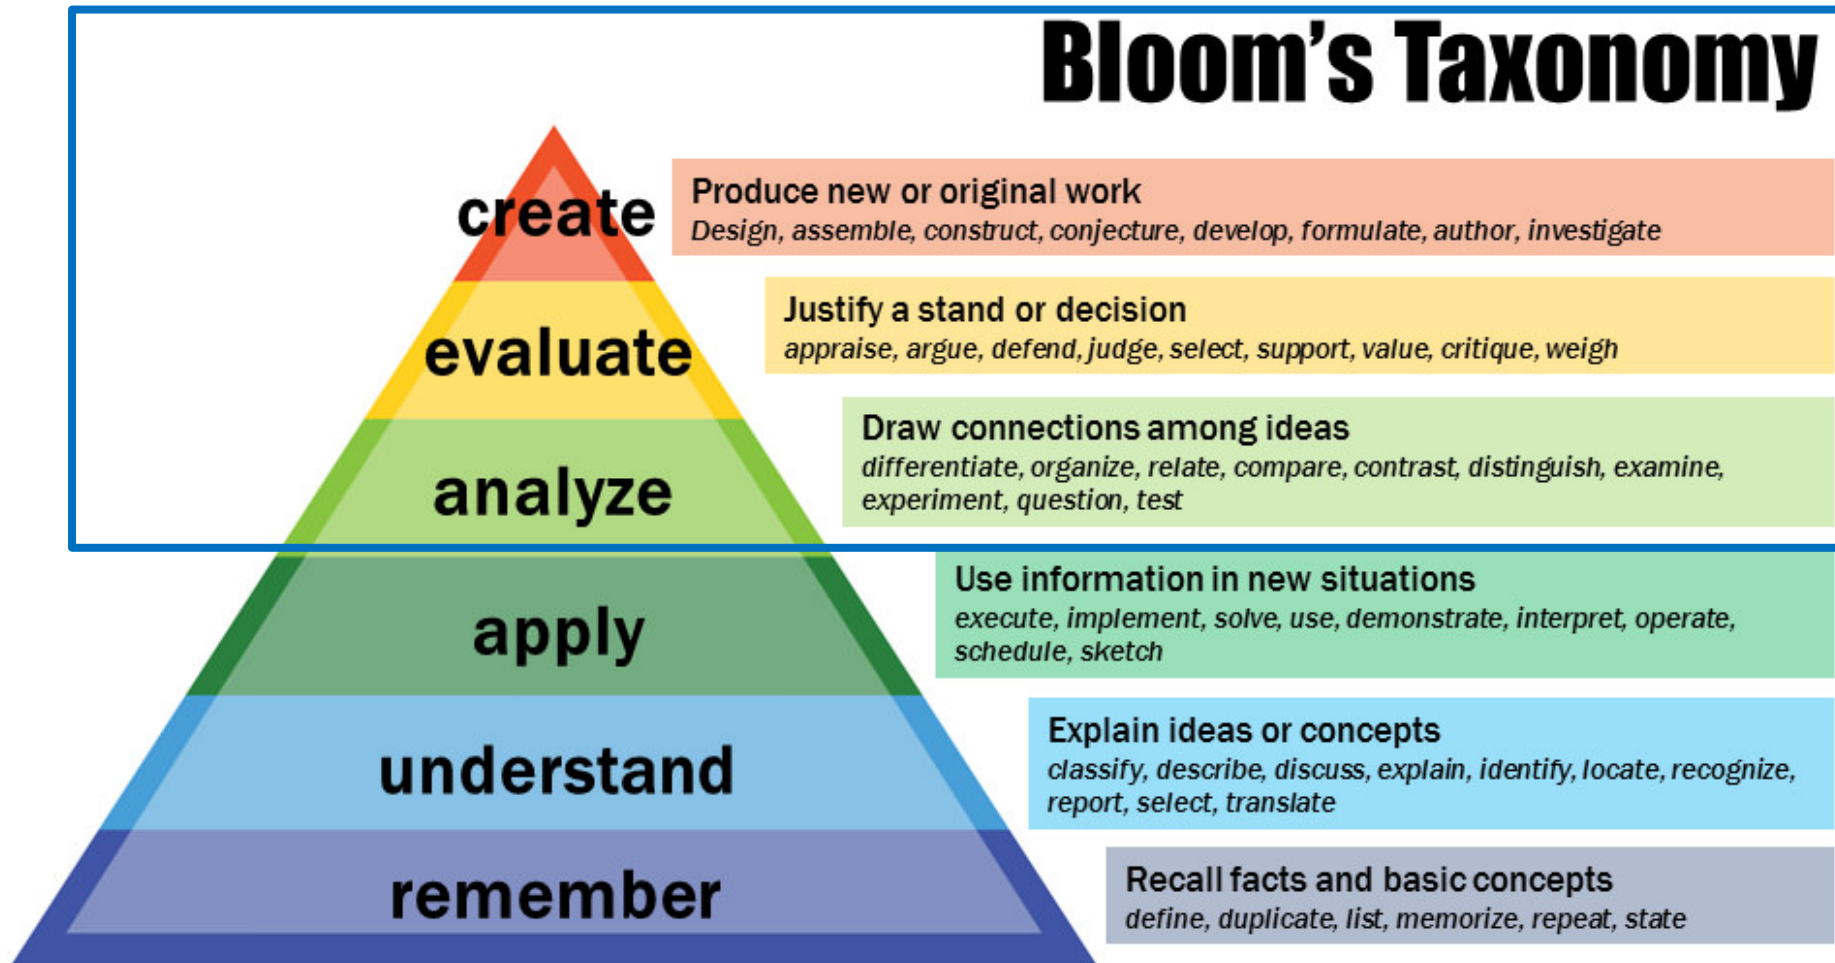 Bloom's Taxonomy
create
Produce new or original work
Design, assemble, construct, conjecture, develop, formulate, author, investigate
evaluate
Justify a stand or decision
appraise, argue, defend, judge, select, support, value, critique, weigh
analyze
Draw connections among ideas
differentiate, organize, relate, compare, contrast, distinguish, examine,
experiment, question, test
apply
Use information in new situations
execute, implement, solve, use, demonstrate, interpret, operate,
schedule, sketch
understand
Explain ideas or concepts
classify, describe, discuss, explain, identify, locate, recognize,
report, select, translate
remember
Recall facts and basic concepts
define, duplicate, list, memorize, repeat, state